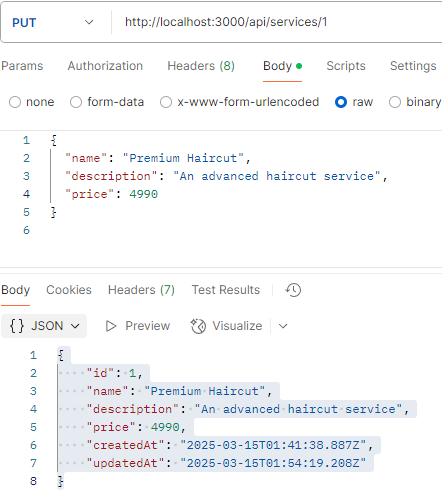 PUT http://localhost:3000/api/services/1
Params Authorization Headers (8) Body Scripts Settings
none form-data x-www-form-urlencoded raw binary
1 {
2 "name": "Premium Haircut",
3 "description": "An advanced haircut service",
4 "price": 4990
5 }
6
Body Cookies Headers (7) Test Results
{} JSON Preview Visualize
1 {
2 "id": 1,
3 "name": "Premium Haircut",
4 "description": "An advanced haircut service",
5 "price": 4990,
6 "createdAt": "2025-03-15T01:41:38.887Z",
7 "updatedAt": "2025-03-15T01:54:19.208Z"
8 }